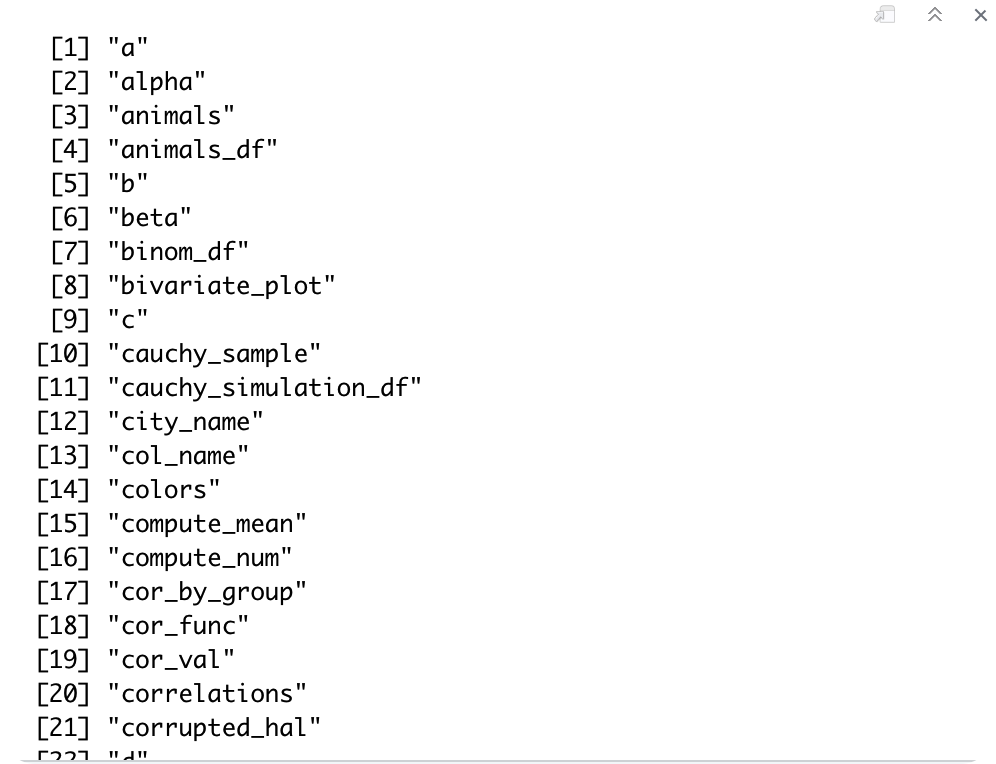 [1] "a"
[2] "alpha"
[3] "animals"
[4] "animals_df"
[5] "b"
[6] "beta"
[7] "binom_df"
[8] "bivariate_plot"
[9] "c"
[10] "cauchy_sample"
[11] "cauchy_simulation_df"
[12] "city_name"
[13] "col_name"
[14] "colors"
[15] "compute_mean"
[16] "compute_num"
[17] "cor_by_group"
[18] "cor_func"
[19] "cor_val"
[20] "correlations"
[21] "corrupted_hal"
[22] "d"